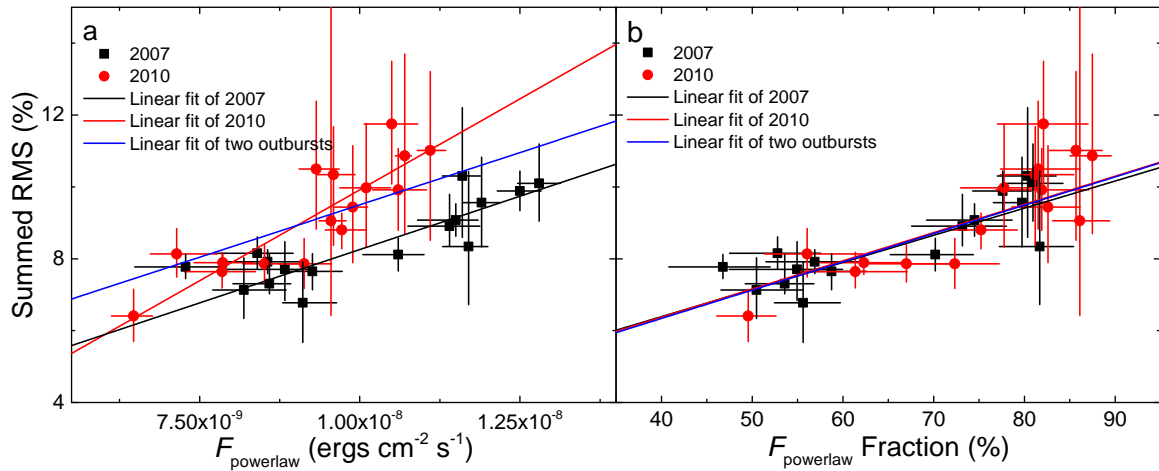 a
2007
2010
Linear fit of 2007
Linear fit of 2010
Linear fit of two outbursts
b
2007
2010
Linear fit of 2007
Linear fit of 2010
Linear fit of two outbursts
Summed RMS (%)
12
8
4
7.50x10⁻⁹ 1.00x10⁻⁸ 1.25x10⁻⁸
40 50 60 70 80 90
F powerlaw (ergs cm⁻² s⁻¹)
F powerlaw Fraction (%)